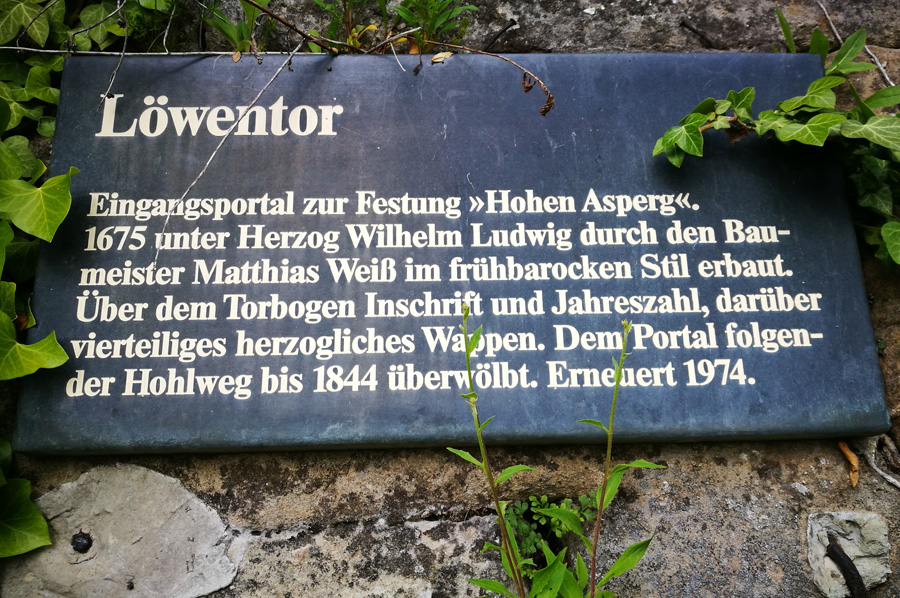 Löwentor
Eingangsportal zur Festung »Hohen Asperg«.
1675 unter Herzog Wilhelm Ludwig durch den Bau-
meister Matthias Weiß im frühbarocken Stil erbaut.
Über dem Torbogen Inschrift und Jahreszahl, darüber
vierteiliges herzogliches Wappen. Dem Portal folgen-
der Hohlweg bis 1844 überwölbt. Erneuert 1974.